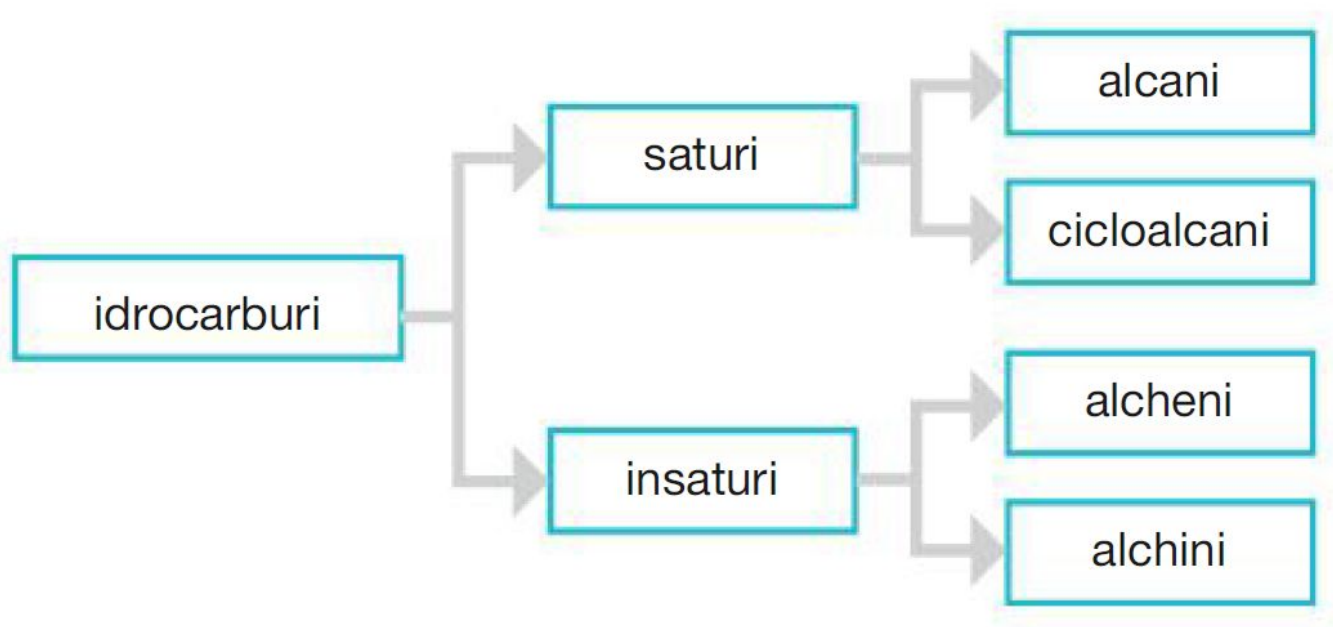 idrocarburi
saturi
insaturi
alcani
cicloalcani
alcheni
alchini